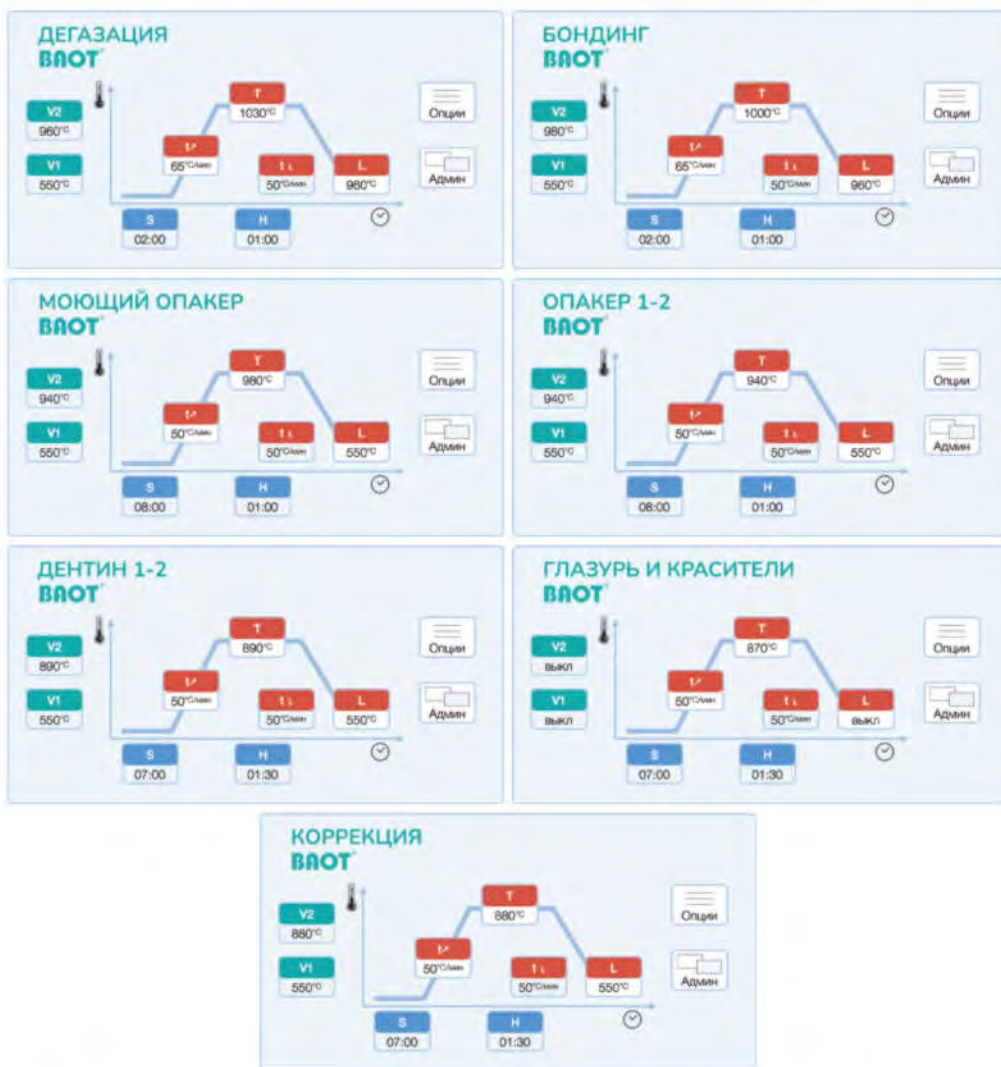 ДЕГАЗАЦИЯ
BAOT
V2
960°C
V1
550°C
t↗
65°C/мин
T
1030°C
t↓
50°C/мин
L
960°C
S
02:00
H
01:00
Опции
Админ
БОНДИНГ
BAOT
V2
980°C
V1
550°C
t↗
65°C/мин
T
1000°C
t↓
50°C/мин
L
960°C
S
02:00
H
01:00
Опции
Админ
МОЮЩИЙ ОПАКЕР
BAOT
V2
940°C
V1
550°C
t↗
50°C/мин
T
980°C
t↓
50°C/мин
L
550°C
S
08:00
H
01:00
Опции
Админ
ОПАКЕР 1-2
BAOT
V2
940°C
V1
550°C
t↗
50°C/мин
T
940°C
t↓
50°C/мин
L
550°C
S
08:00
H
01:00
Опции
Админ
ДЕНТИН 1-2
BAOT
V2
890°C
V1
550°C
t↗
50°C/мин
T
890°C
t↓
50°C/мин
L
550°C
S
07:00
H
01:30
Опции
Админ
ГЛАЗУРЬ И КРАСИТЕЛИ
BAOT
V2
выкл
V1
выкл
t↗
50°C/мин
T
870°C
t↓
50°C/мин
L
выкл
S
07:00
H
01:30
Опции
Админ
КОРРЕКЦИЯ
BAOT
V2
880°C
V1
550°C
t↗
50°C/мин
T
880°C
t↓
50°C/мин
L
550°C
S
07:00
H
01:30
Опции
Админ